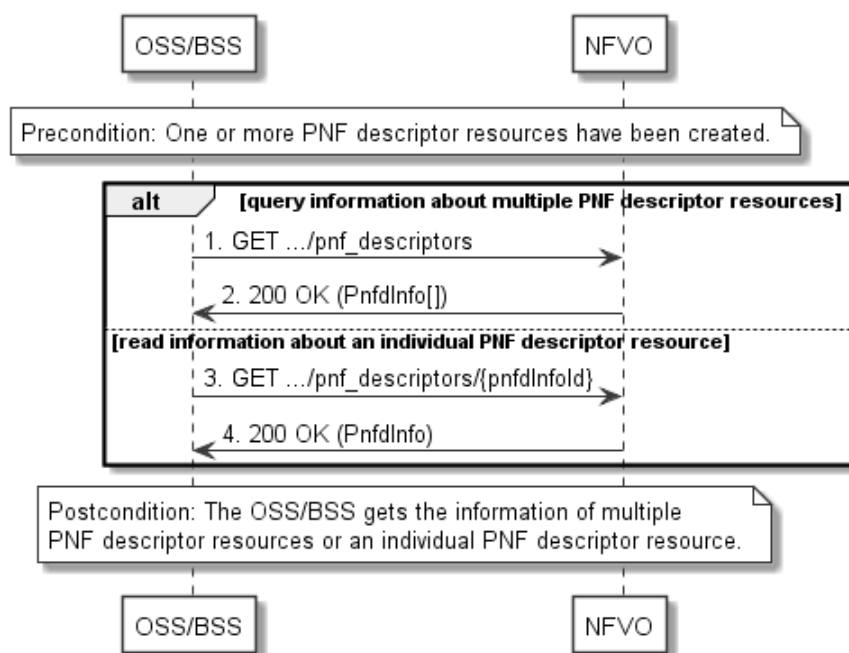 OSS/BSS
NFVO
Precondition: One or more PNF descriptor resources have been created.
alt
[query information about multiple PNF descriptor resources]
1. GET .../pnf_descriptors
2. 200 OK (PnfdInfo[])
[read information about an individual PNF descriptor resource]
3. GET .../pnf_descriptors/{pnfdInfoId}
4. 200 OK (PnfdInfo)
Postcondition: The OSS/BSS gets the information of multiple
PNF descriptor resources or an individual PNF descriptor resource.
OSS/BSS
NFVO